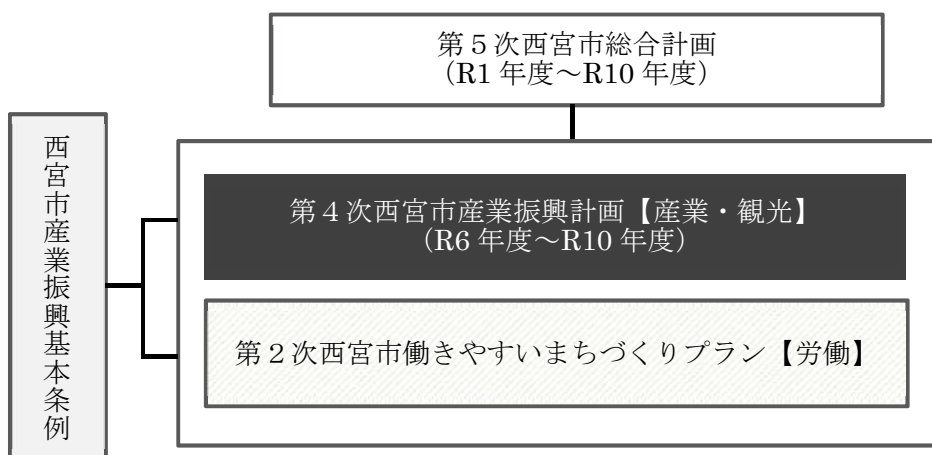 第５次西宮市総合計画
（R1 年度～R10 年度）
西宮市産業振興基本条例
第４次西宮市産業振興計画【産業・観光】
（R6 年度～R10 年度）
第２次西宮市働きやすいまちづくりプラン【労働】